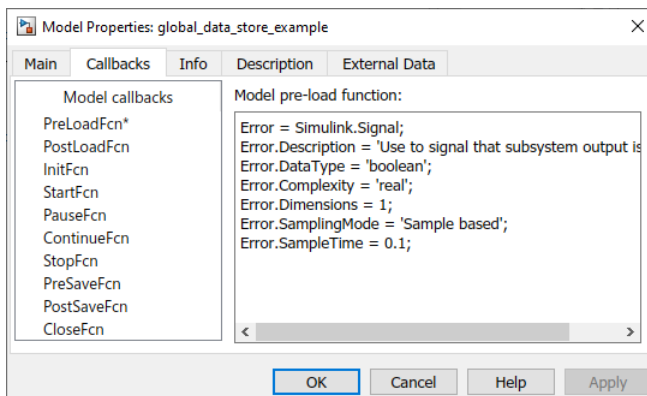 Model Properties: global_data_store_example
Main Callbacks Info Description External Data
Model callbacks
PreLoadFcn*
PostLoadFcn
InitFcn
StartFcn
PauseFcn
ContinueFcn
StopFcn
PreSaveFcn
PostSaveFcn
CloseFcn
Model pre-load function:
Error = Simulink.Signal;
Error.Description = 'Use to signal that subsystem output is
Error.DataType = 'boolean';
Error.Complexity = 'real';
Error.Dimensions = 1;
Error.SamplingMode = 'Sample based';
Error.SampleTime = 0.1;
OK Cancel Help Apply